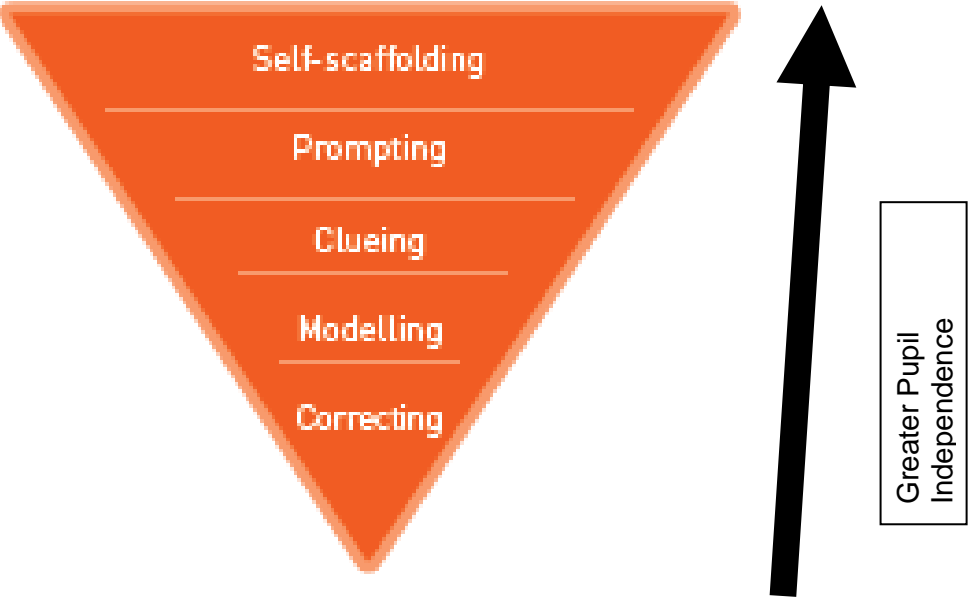 Self-scaffolding
Prompting
Clueing
Modelling
Correcting
Greater Pupil
Independence